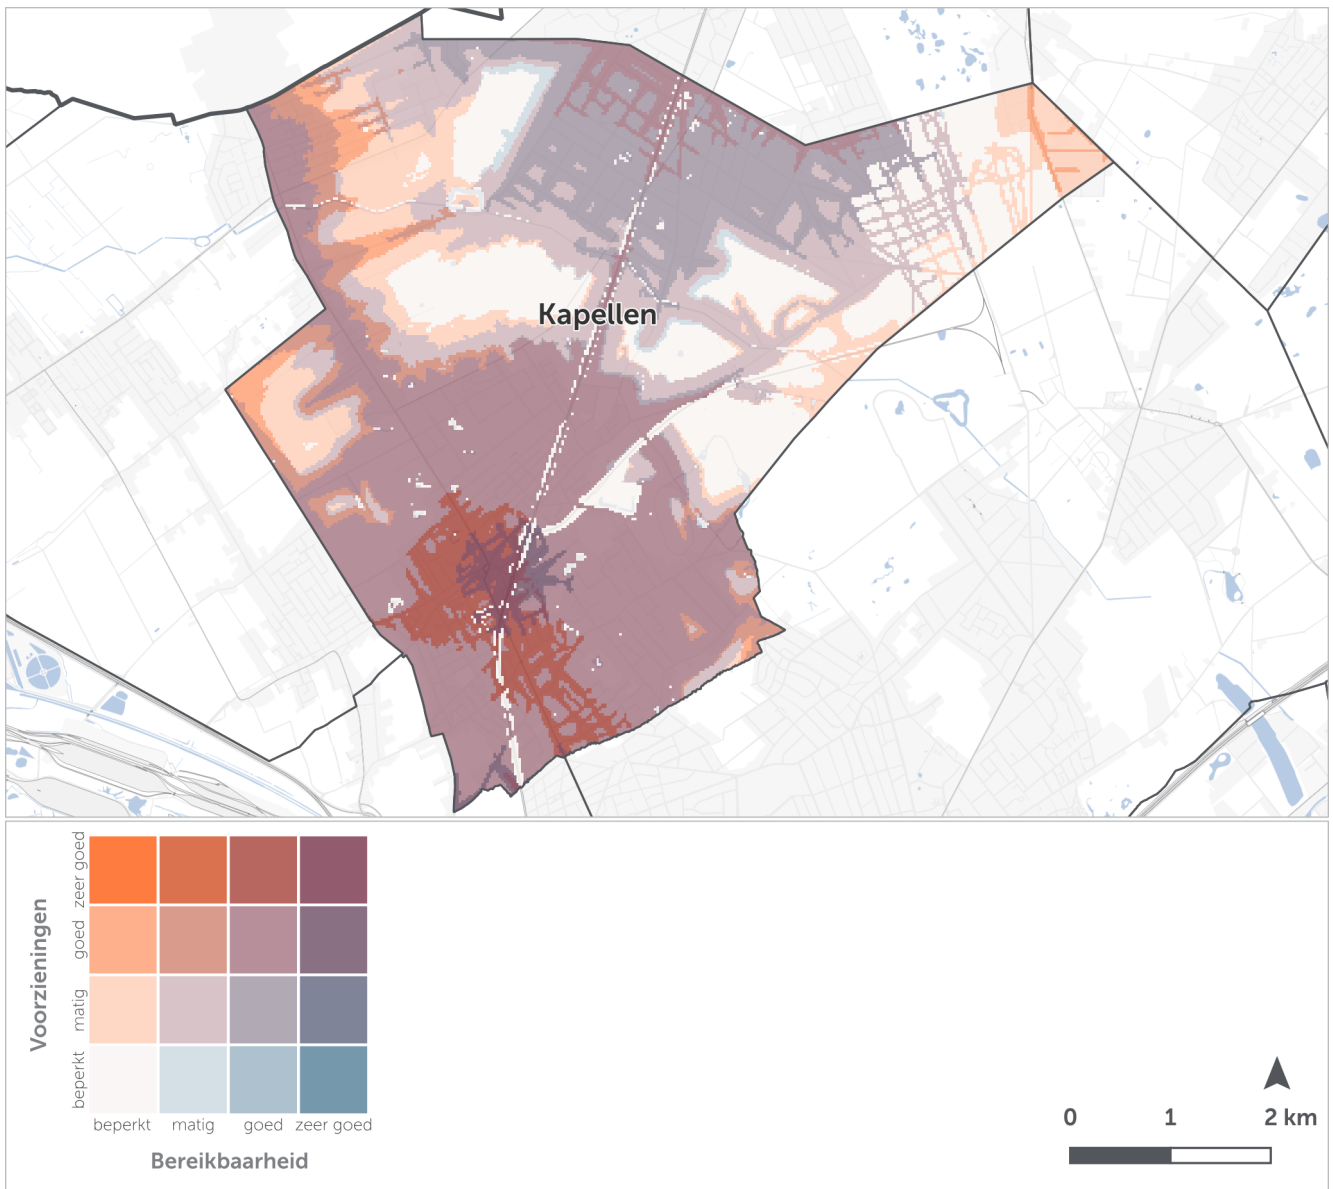 Kapellen
Voorzieningen
zeer goed
goed
matig
beperkt
beperkt matig goed zeer goed
Bereikbaarheid
0 1 2 km